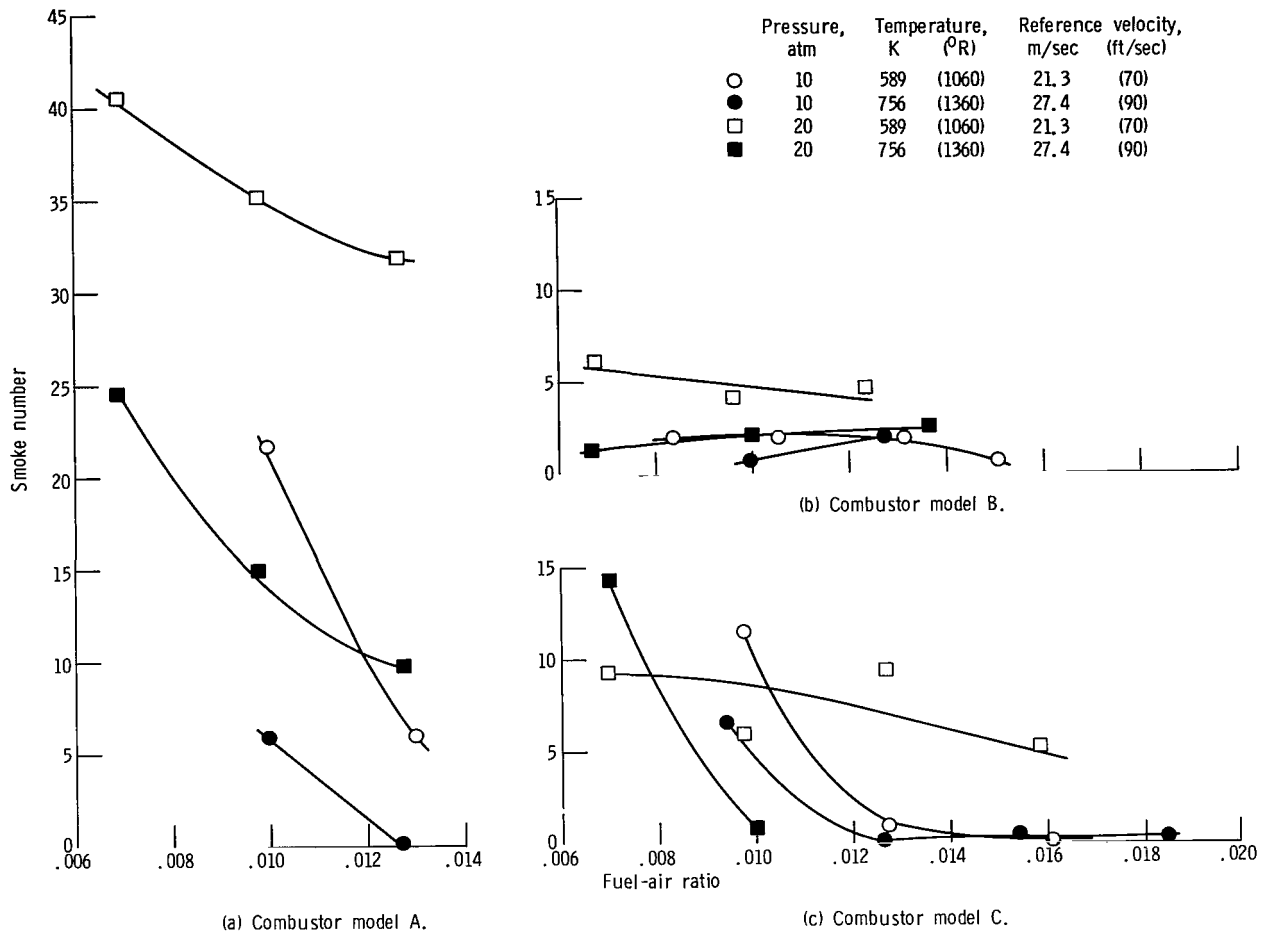 Pressure, Temperature, Reference velocity,
atm K (°R) m/sec (ft/sec)
10 589 (1060) 21.3 (70)
10 756 (1360) 27.4 (90)
20 589 (1060) 21.3 (70)
20 756 (1360) 27.4 (90)
45
40
35
30
25
20
15
10
5
0
Smoke number
.006 .008 .010 .012 .014
(a) Combustor model A.
15
10
5
0
(b) Combustor model B.
15
10
5
0
.006 .008 .010 .012 .014 .016 .018 .020
Fuel-air ratio
(c) Combustor model C.